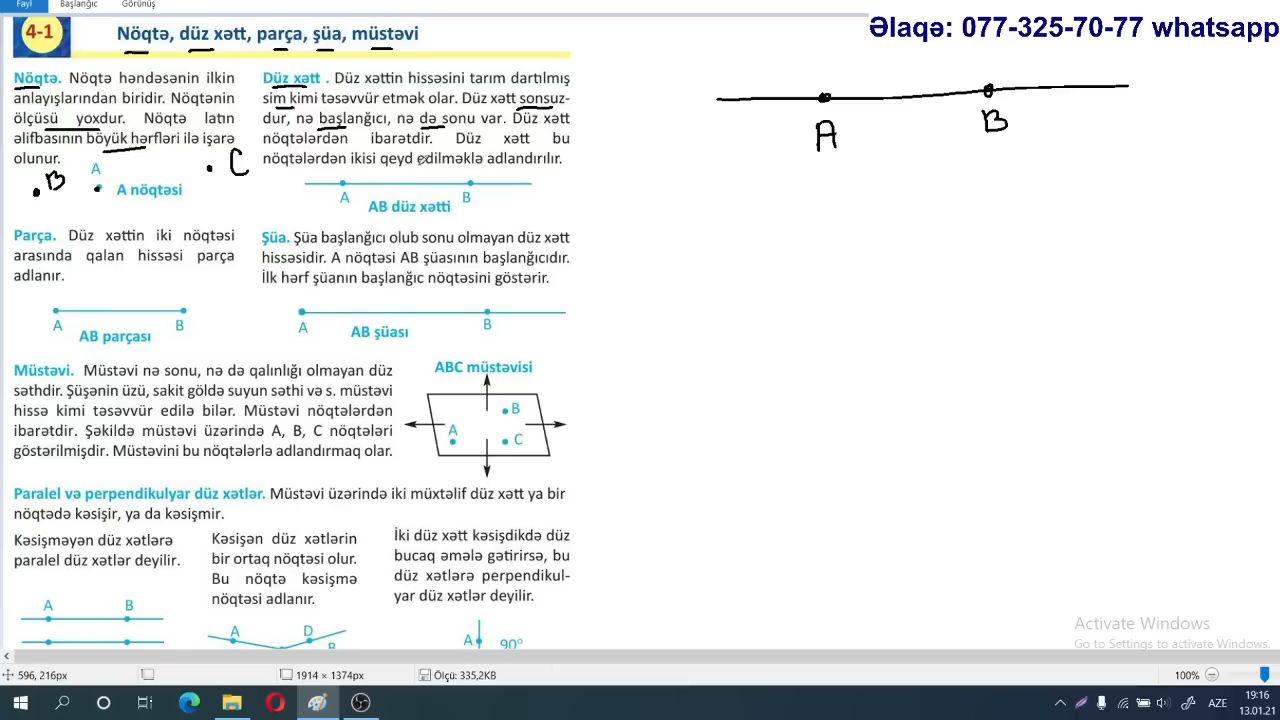 Fayl Başlanğıc Görünüş
Əlaqə: 077-325-70-77 whatsapp
4-1 Nöqtə, düz xətt, parça, şüa, müstəvi
Nöqtə. Nöqtə həndəsənin ilkin
anlayışlarından biridir. Nöqtənin
ölçüsü yoxdur. Nöqtə latın
əlifbasının böyük hərfləri ilə işarə
olunur.
A
A nöqtəsi
B
C
Düz xətt . Düz xəttin hissəsini tarım dartılmış
sim kimi təsəvvür etmək olar. Düz xətt sonsuz-
dur, nə başlanğıcı, nə də sonu var. Düz xətt
nöqtələrdən ibarətdir. Düz xətt bu
nöqtələrdən ikisi qeyd edilməklə adlandırılır.
A B
AB düz xətti
A B
Parça. Düz xəttin iki nöqtəsi
arasında qalan hissəsi parça
adlanır.
A B
AB parçası
Şüa. Şüa başlanğıcı olub sonu olmayan düz xətt
hissəsidir. A nöqtəsi AB şüasının başlanğıcıdır.
İlk hərf şüanın başlanğıc nöqtəsini göstərir.
A B
AB şüası
Müstəvi. Müstəvi nə sonu, nə də qalınlığı olmayan düz
səthdir. Şüşənin üzü, sakit göldə suyun səthi və s. müstəvi
hissə kimi təsəvvür edilə bilər. Müstəvi nöqtələrdən
ibarətdir. Şəkildə müstəvi üzərində A, B, C nöqtələri
göstərilmişdir. Müstəvini bu nöqtələrlə adlandırmaq olar.
ABC müstəvisi
B
A
C
Paralel və perpendikulyar düz xətlər. Müstəvi üzərində iki müxtəlif düz xətt ya bir
nöqtədə kəsişir, ya da kəsişmir.
Kəsişməyən düz xətlərə
paralel düz xətlər deyilir.
A B
Kəsişən düz xətlərin
bir ortaq nöqtəsi olur.
Bu nöqtə kəsişmə
nöqtəsi adlanır.
A D
B
İki düz xətt kəsişdikdə düz
bucaq əmələ gətirirsə, bu
düz xətlərə perpendikul-
yar düz xətlər deyilir.
A 90°
Activate Windows
Go to Settings to activate Windows.
596, 216px 1914 × 1374px Ölçü: 335,2KB 100%
AZE 19:16
13.01.21